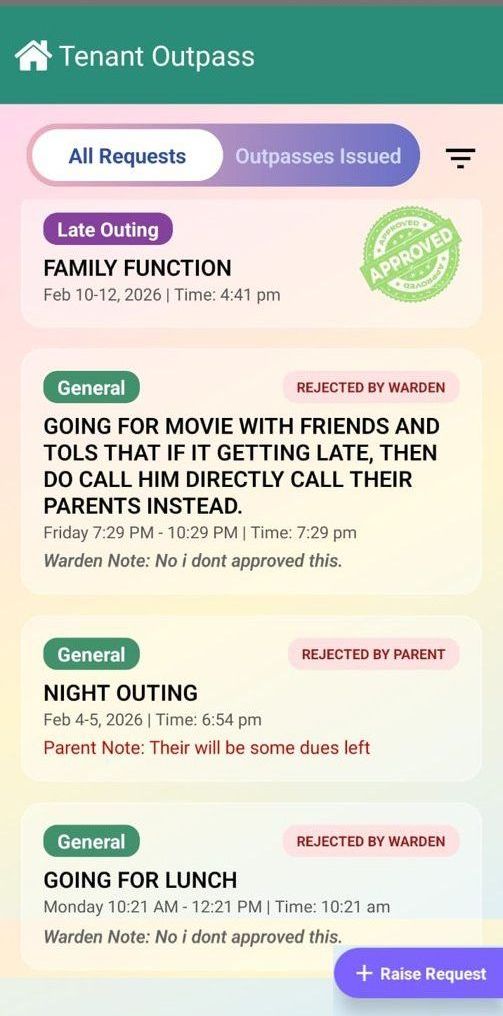 Tenant Outpass
All Requests
Outpasses Issued
Late Outing
APPROVED
APPROVED
APPROVED
FAMILY FUNCTION
Feb 10-12, 2026 | Time: 4:41 pm
General
REJECTED BY WARDEN
GOING FOR MOVIE WITH FRIENDS AND
TOLS THAT IF IT GETTING LATE, THEN
DO CALL HIM DIRECTLY CALL THEIR
PARENTS INSTEAD.
Friday 7:29 PM - 10:29 PM | Time: 7:29 pm
Warden Note: No i dont approved this.
General
REJECTED BY PARENT
NIGHT OUTING
Feb 4-5, 2026 | Time: 6:54 pm
Parent Note: Their will be some dues left
General
REJECTED BY WARDEN
GOING FOR LUNCH
Monday 10:21 AM - 12:21 PM | Time: 10:21 am
Warden Note: No i dont approved this.
+ Raise Request